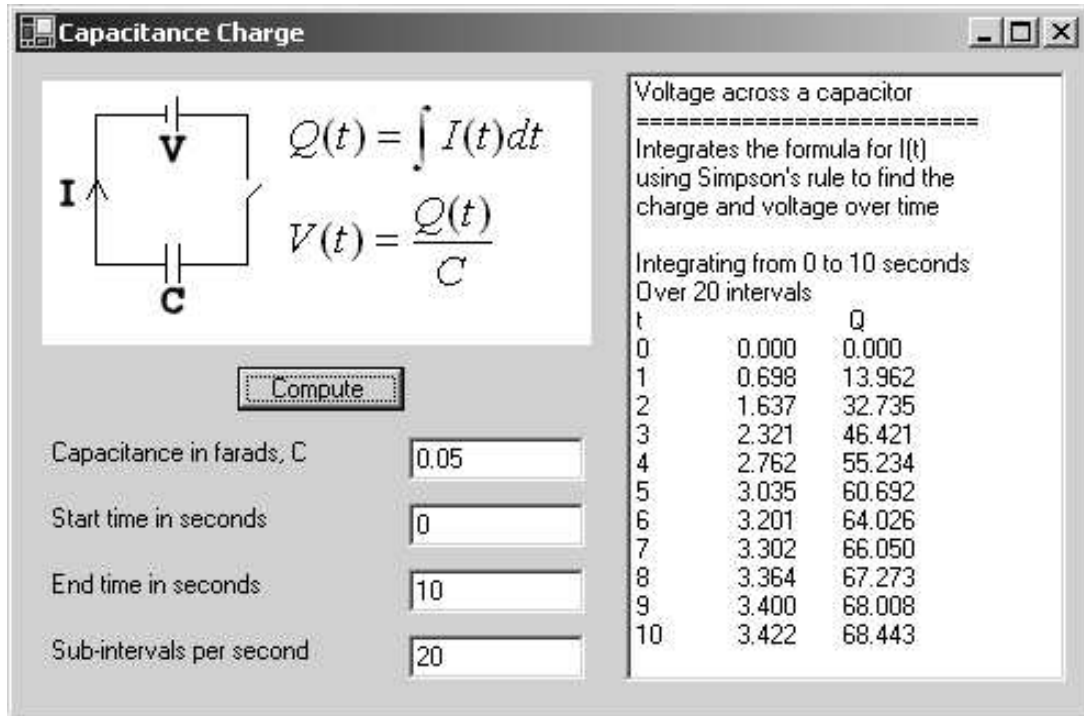 Capacitance Charge
V
I
C
Q(t) = ∫ I(t)dt
V(t) = Q(t)/C
Compute
Capacitance in farads, C
0.05
Start time in seconds
0
End time in seconds
10
Sub-intervals per second
20
Voltage across a capacitor
==========================
Integrates the formula for I(t)
using Simpson's rule to find the
charge and voltage over time
Integrating from 0 to 10 seconds
Over 20 intervals
t Q
0 0.000 0.000
1 0.698 13.962
2 1.637 32.735
3 2.321 46.421
4 2.762 55.234
5 3.035 60.692
6 3.201 64.026
7 3.302 66.050
8 3.364 67.273
9 3.400 68.008
10 3.422 68.443